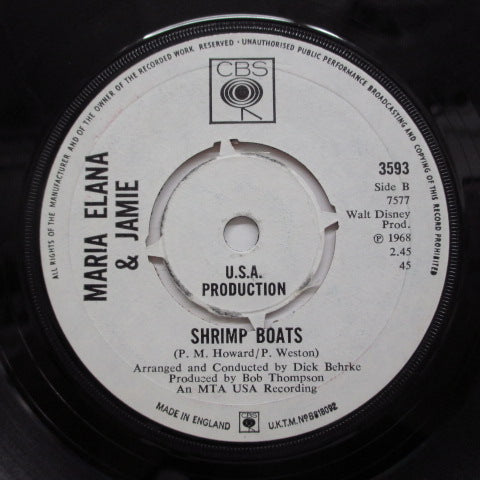 ALL RIGHTS OF THE MANUFACTURER, AND OF THE OWNER OF THE RECORDED WORK RESERVED - UNAUTHORISED PUBLIC PERFORMANCE, BROADCASTING AND COPYING OF THIS RECORD PROHIBITED
CBS
MARIA ELANA
& JAMIE
3593
Side B
7577
Walt Disney
Prod.
℗ 1968
2.45
45
U.S.A.
PRODUCTION
SHRIMP BOATS
(P. M. Howard/P. Weston)
Arranged and Conducted by Dick Behrke
Produced by Bob Thompson
An MTA USA Recording
MADE IN ENGLAND
CBS
U.K.T.M. Nº B918092